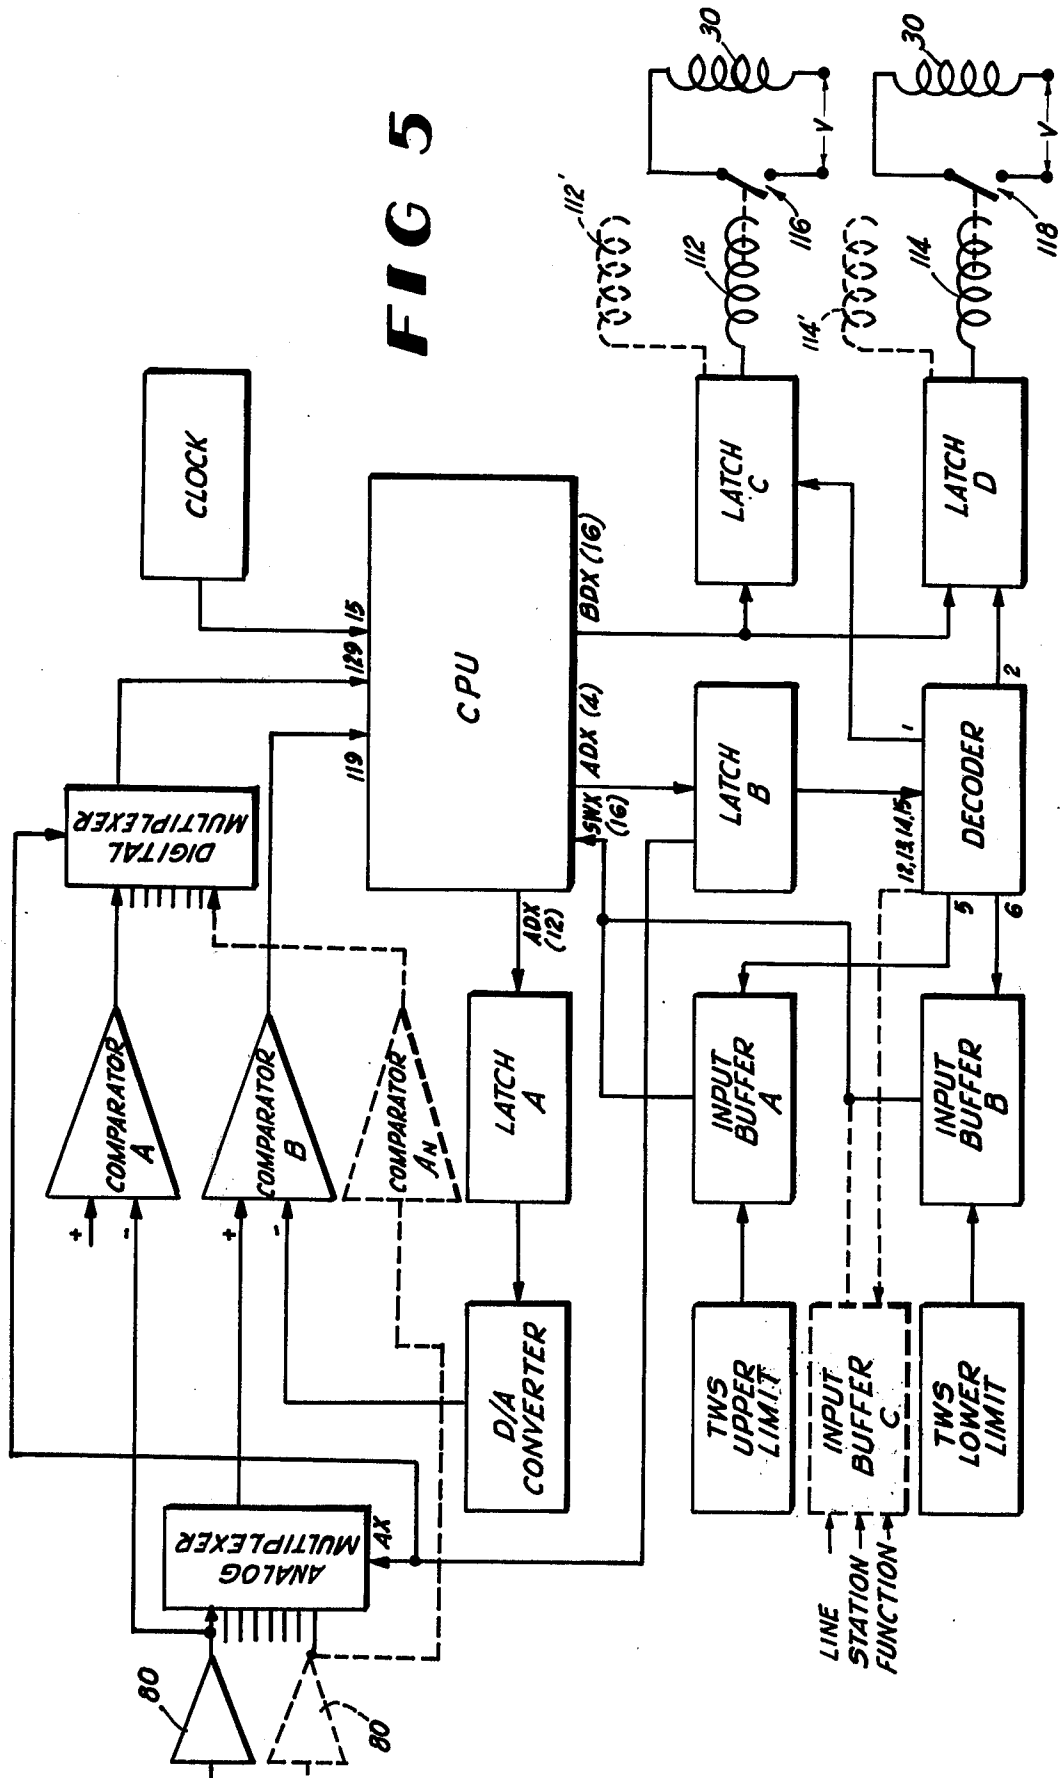 FIG 5
80
80
ANALOG
MULTIPLEXER
AX
+
-
COMPARATOR
A
+
-
COMPARATOR
B
COMPARATOR
AN
DIGITAL
MULTIPLEXER
CLOCK
119
129
15
CPU
ADX
(12)
SWX
(16)
ADX (4)
BDX (16)
D/A
CONVERTER
LATCH
A
LATCH
B
LATCH
C
LATCH
D
112'
112
116
30
V
114'
114
118
30
V
TWS
UPPER
LIMIT
INPUT
BUFFER
A
LINE
STATION
FUNCTION
INPUT
BUFFER
C
TWS
LOWER
LIMIT
INPUT
BUFFER
B
12,13,14,15
1
5
6
2
DECODER